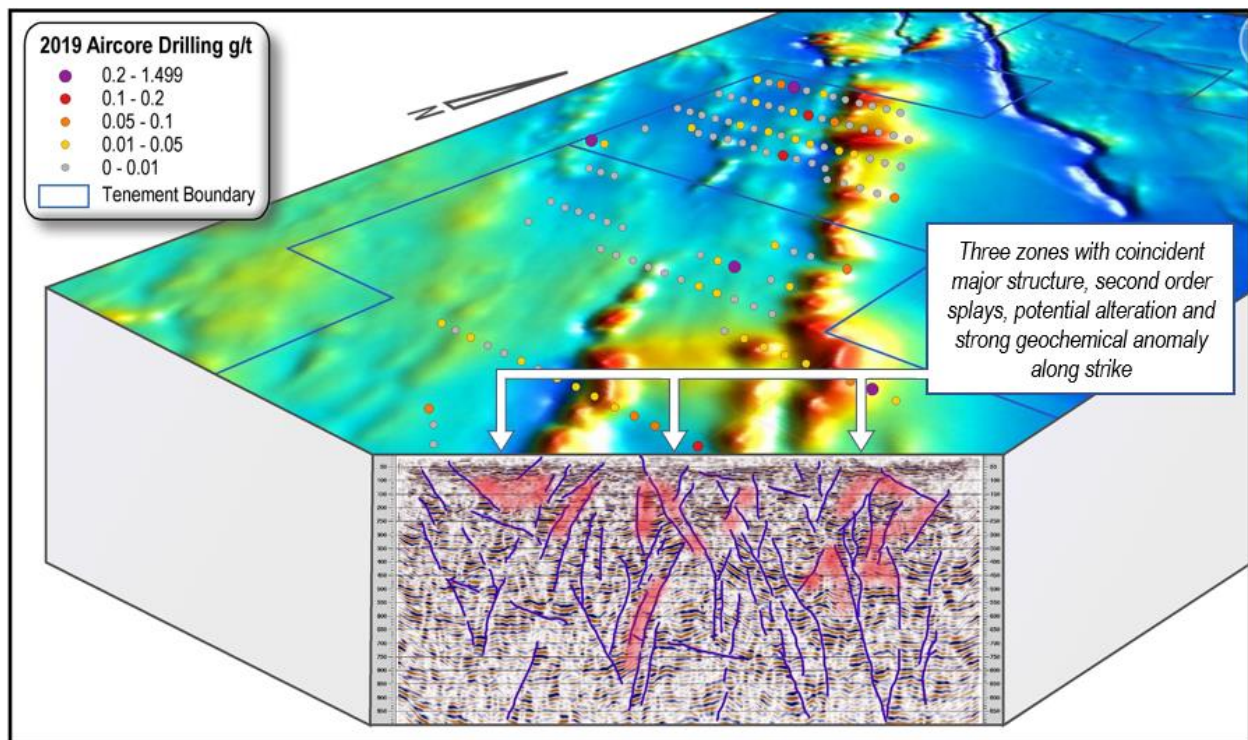 2019 Aircore Drilling g/t
0.2 - 1.499
0.1 - 0.2
0.05 - 0.1
0.01 - 0.05
0 - 0.01
Tenement Boundary
N
Three zones with coincident
major structure, second order
splays, potential alteration and
strong geochemical anomaly
along strike